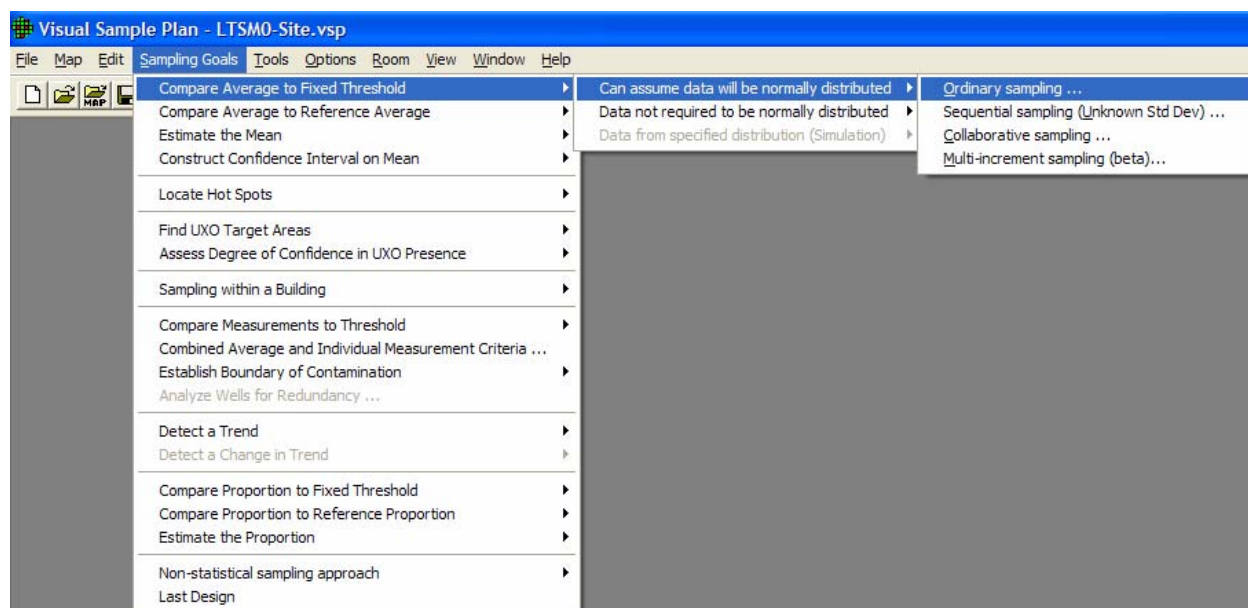 Visual Sample Plan - LTSM0-Site.vsp
File Map Edit Sampling Goals Tools Options Room View Window Help
MAP
Compare Average to Fixed Threshold
Compare Average to Reference Average
Estimate the Mean
Construct Confidence Interval on Mean
Locate Hot Spots
Find UXO Target Areas
Assess Degree of Confidence in UXO Presence
Sampling within a Building
Compare Measurements to Threshold
Combined Average and Individual Measurement Criteria ...
Establish Boundary of Contamination
Analyze Wells for Redundancy ...
Detect a Trend
Detect a Change in Trend
Compare Proportion to Fixed Threshold
Compare Proportion to Reference Proportion
Estimate the Proportion
Non-statistical sampling approach
Last Design
Can assume data will be normally distributed
Data not required to be normally distributed
Data from specified distribution (Simulation)
Ordinary sampling ...
Sequential sampling (Unknown Std Dev) ...
Collaborative sampling ...
Multi-increment sampling (beta)...